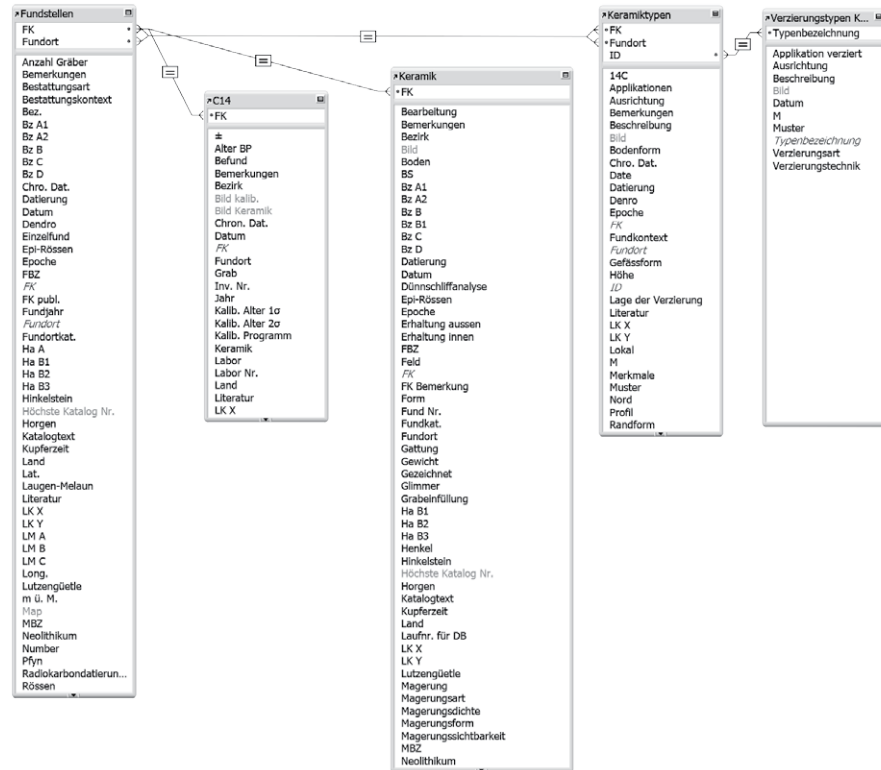 Fundstellen
FK
Fundort
Anzahl Gräber
Bemerkungen
Bestattungsart
Bestattungskontext
Bez.
Bz A1
Bz A2
Bz B
Bz C
Bz D
Chro. Dat.
Datierung
Datum
Dendro
Einzelfund
Epi-Rössen
Epoche
FBZ
FK
FK publ.
Fundjahr
Fundort
Fundortkat.
Ha A
Ha B1
Ha B2
Ha B3
Hinkelstein
Höchste Katalog Nr.
Horgen
Katalogtext
Kupferzeit
Land
Lat.
Laugen-Melaun
Literatur
LK X
LK Y
LM A
LM B
LM C
Long.
Lutzengüetle
m ü. M.
Map
MBZ
Neolithikum
Number
Pfyn
Radiokarbondatierun...
Rössen
C14
FK
±
Alter BP
Befund
Bemerkungen
Bezirk
Bild kalib.
Bild Keramik
Chron. Dat.
Datum
FK
Fundort
Grab
Inv. Nr.
Jahr
Kalib. Alter 1σ
Kalib. Alter 2σ
Kalib. Programm
Keramik
Labor
Labor Nr.
Land
Literatur
LK X
Keramik
FK
Bearbeitung
Bemerkungen
Bezirk
Bild
Boden
BS
Bz A1
Bz A2
Bz B
Bz B1
Bz C
Bz D
Datierung
Datum
Dünnschliffanalyse
Epi-Rössen
Epoche
Erhaltung aussen
Erhaltung innen
FBZ
Feld
FK
FK Bemerkung
Form
Fund Nr.
Fundkat.
Fundort
Gattung
Gewicht
Gezeichnet
Glimmer
Grabeinfüllung
Ha B1
Ha B2
Ha B3
Henkel
Hinkelstein
Höchste Katalog Nr.
Horgen
Katalogtext
Kupferzeit
Land
Laufnr. für DB
LK X
LK Y
Lutzengüetle
Magerung
Magerungsart
Magerungsdichte
Magerungsform
Magerungssichtbarkeit
MBZ
Neolithikum
Keramiktypen
FK
Fundort
ID
14C
Applikationen
Ausrichtung
Bemerkungen
Beschreibung
Bild
Bodenform
Chro. Dat.
Date
Datierung
Denro
Epoche
FK
Fundkontext
Fundort
Gefässform
Höhe
ID
Lage der Verzierung
Literatur
LK X
LK Y
Lokal
M
Merkmale
Muster
Nord
Profil
Randform
Verzierungstypen K...
Typenbezeichnung
Applikation verziert
Ausrichtung
Beschreibung
Bild
Datum
M
Muster
Typenbezeichnung
Verzierungsart
Verzierungstechnik